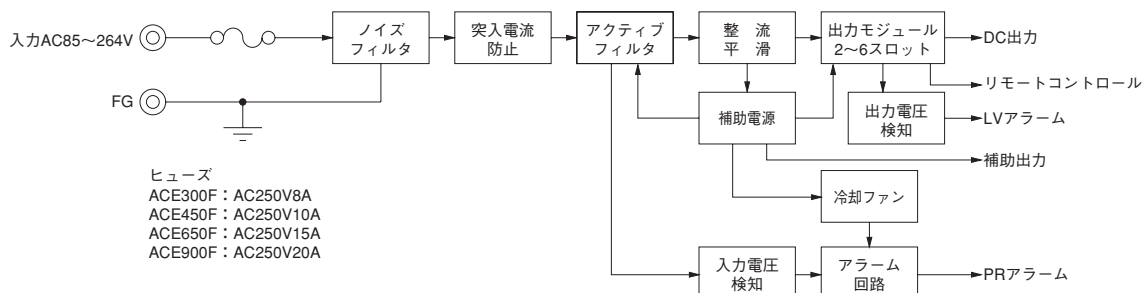 入力AC85～264V
ノイズ
フィルタ
突入電流
防止
アクティブ
フィルタ
整 流
平 滑
出力モジュール
2～6スロット
DC出力
リモートコントロール
FG
補助電源
出力電圧
検知
LVアラーム
補助出力
ヒューズ
ACE300F：AC250V8A
ACE450F：AC250V10A
ACE650F：AC250V15A
ACE900F：AC250V20A
冷却ファン
入力電圧
検知
アラーム
回路
PRアラーム